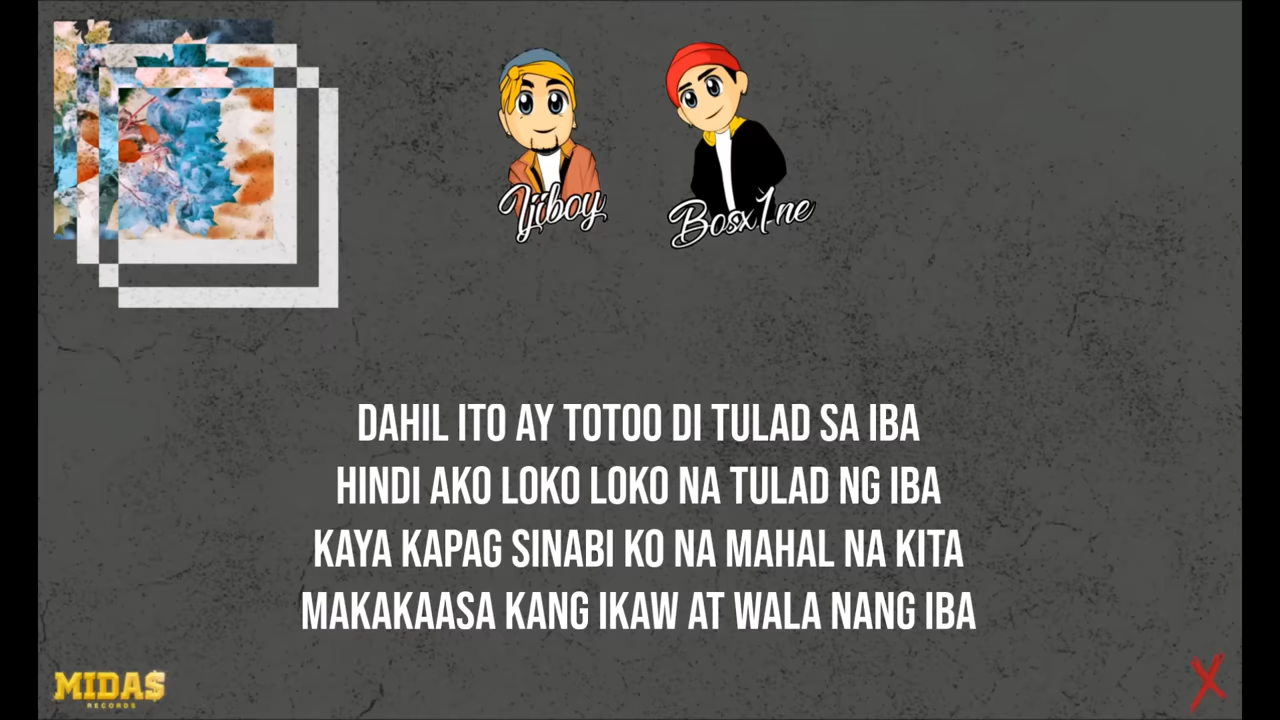 Ijiboy
Bosx1ne
DAHIL ITO AY TOTOO DI TULAD SA IBA
HINDI AKO LOKO LOKO NA TULAD NG IBA
KAYA KAPAG SINABI KO NA MAHAL NA KITA
MAKAKAASA KANG IKAW AT WALA NANG IBA
MIDA$
RECORDS
X